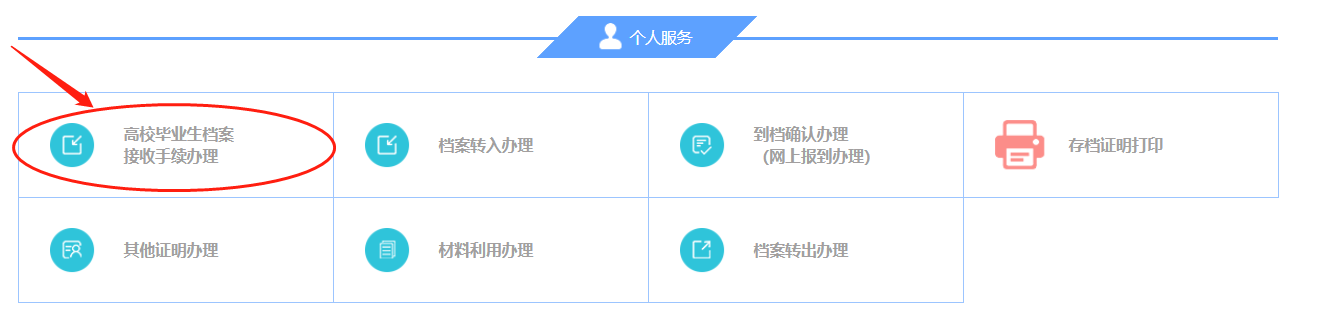 个人服务
高校毕业生档案
接收手续办理
档案转入办理
到档确认办理
（网上报到办理）
存档证明打印
其他证明办理
材料利用办理
档案转出办理